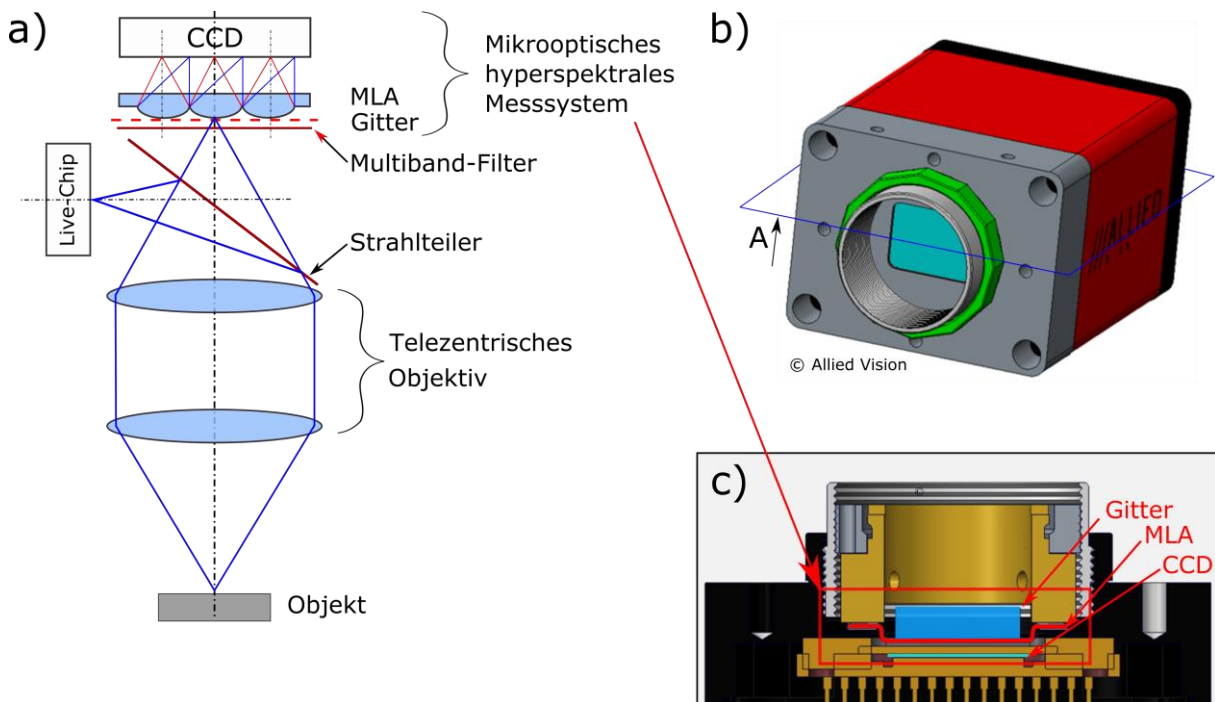 a)
CCD
MLA
Gitter
Multiband-Filter
Mikrooptisches
hyperspektrales
Messsystem
Live-Chip
Strahlteiler
Telezentrisches
Objektiv
Objekt
b)
A
///ALLIED
© Allied Vision
c)
Gitter
MLA
CCD